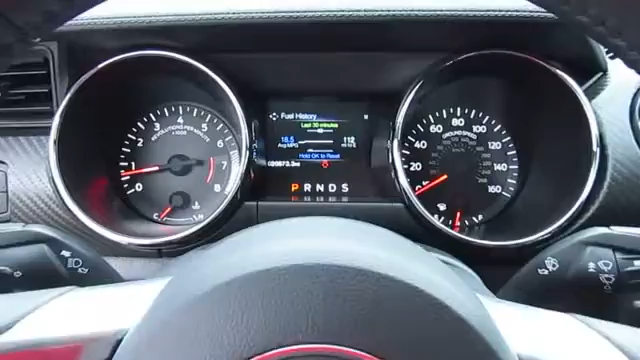 Fuel History
Last 30 minutes
18.5
112
Avg MPG
Hold OK to Reset
P R N D S
REVOLUTIONS PER MINUTE
x1000
0 1 2 3 4 5 6 7 8
C H
GROUND SPEED
20 40 60 80 100 120 140 160